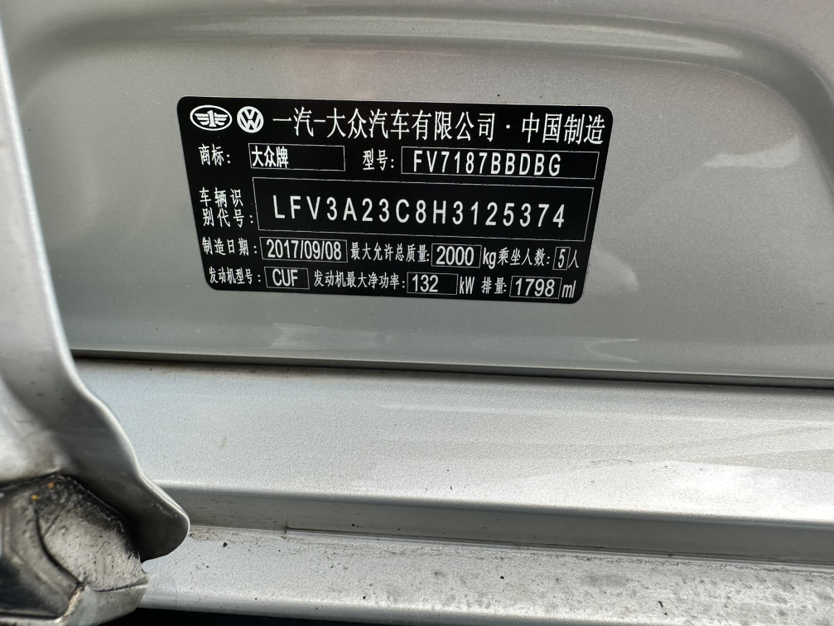 一汽-大众汽车有限公司·中国制造
商标: 大众牌 型号: FV7187BBDBG
车辆识别代号: LFV3A23C8H3125374
制造日期: 2017/09/08 最大允许总质量: 2000 kg 乘坐人数: 5 人
发动机型号: CUF 发动机最大净功率: 132 kW 排量: 1798 ml